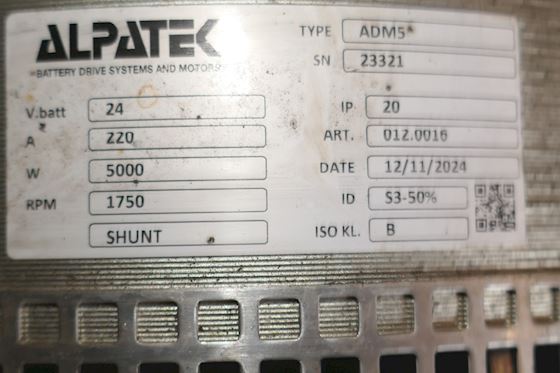 ALPATEK
BATTERY DRIVE SYSTEMS AND MOTORS
TYPE ADM5
SN 23321
V.batt 24
IP 20
A 220
ART. 012.0016
W 5000
DATE 12/11/2024
RPM 1750
ID S3-50%
SHUNT
ISO KL. B